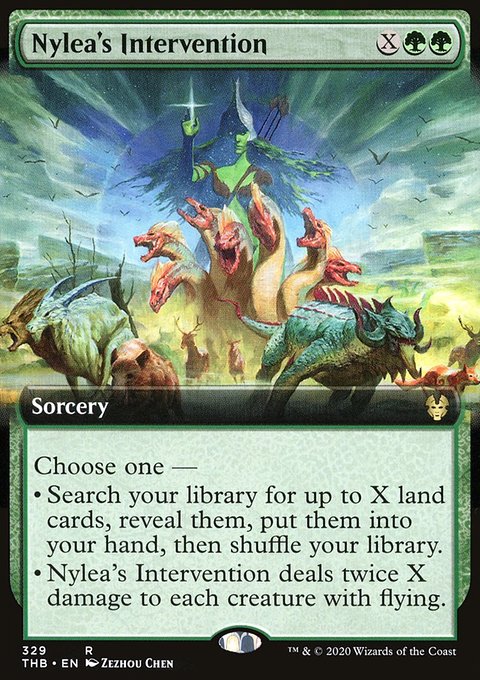 Nylea's Intervention X
Sorcery
Choose one —
• Search your library for up to X land
cards, reveal them, put them into
your hand, then shuffle your library.
• Nylea's Intervention deals twice X
damage to each creature with flying.
329 R
THB • EN Zezhou Chen
™ & © 2020 Wizards of the Coast